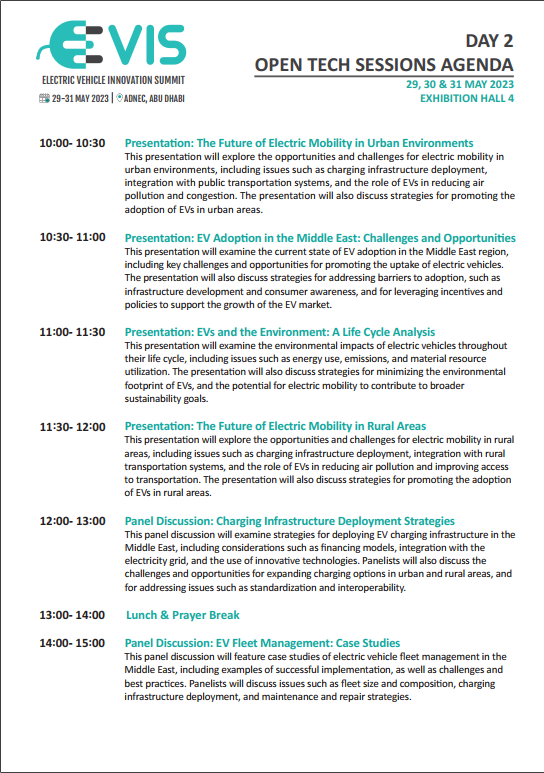 EVIS
ELECTRIC VEHICLE INNOVATION SUMMIT
29-31 MAY 2023 | ADNEC, ABU DHABI
DAY 2
OPEN TECH SESSIONS AGENDA
29, 30 & 31 MAY 2023
EXHIBITION HALL 4
10:00- 10:30 Presentation: The Future of Electric Mobility in Urban Environments
This presentation will explore the opportunities and challenges for electric mobility in
urban environments, including issues such as charging infrastructure deployment,
integration with public transportation systems, and the role of EVs in reducing air
pollution and congestion. The presentation will also discuss strategies for promoting the
adoption of EVs in urban areas.
10:30- 11:00 Presentation: EV Adoption in the Middle East: Challenges and Opportunities
This presentation will examine the current state of EV adoption in the Middle East region,
including key challenges and opportunities for promoting the uptake of electric vehicles.
The presentation will also discuss strategies for addressing barriers to adoption, such as
infrastructure development and consumer awareness, and for leveraging incentives and
policies to support the growth of the EV market.
11:00- 11:30 Presentation: EVs and the Environment: A Life Cycle Analysis
This presentation will examine the environmental impacts of electric vehicles throughout
their life cycle, including issues such as energy use, emissions, and material resource
utilization. The presentation will also discuss strategies for minimizing the environmental
footprint of EVs, and the potential for electric mobility to contribute to broader
sustainability goals.
11:30- 12:00 Presentation: The Future of Electric Mobility in Rural Areas
This presentation will explore the opportunities and challenges for electric mobility in rural
areas, including issues such as charging infrastructure deployment, integration with rural
transportation systems, and the role of EVs in reducing air pollution and improving access
to transportation. The presentation will also discuss strategies for promoting the adoption
of EVs in rural areas.
12:00- 13:00 Panel Discussion: Charging Infrastructure Deployment Strategies
This panel discussion will examine strategies for deploying EV charging infrastructure in the
Middle East, including considerations such as financing models, integration with the
electricity grid, and the use of innovative technologies. Panelists will also discuss the
challenges and opportunities for expanding charging options in urban and rural areas, and
for addressing issues such as standardization and interoperability.
13:00- 14:00 Lunch & Prayer Break
14:00- 15:00 Panel Discussion: EV Fleet Management: Case Studies
This panel discussion will feature case studies of electric vehicle fleet management in the
Middle East, including examples of successful implementation, as well as challenges and
best practices. Panelists will discuss issues such as fleet size and composition, charging
infrastructure deployment, and maintenance and repair strategies.